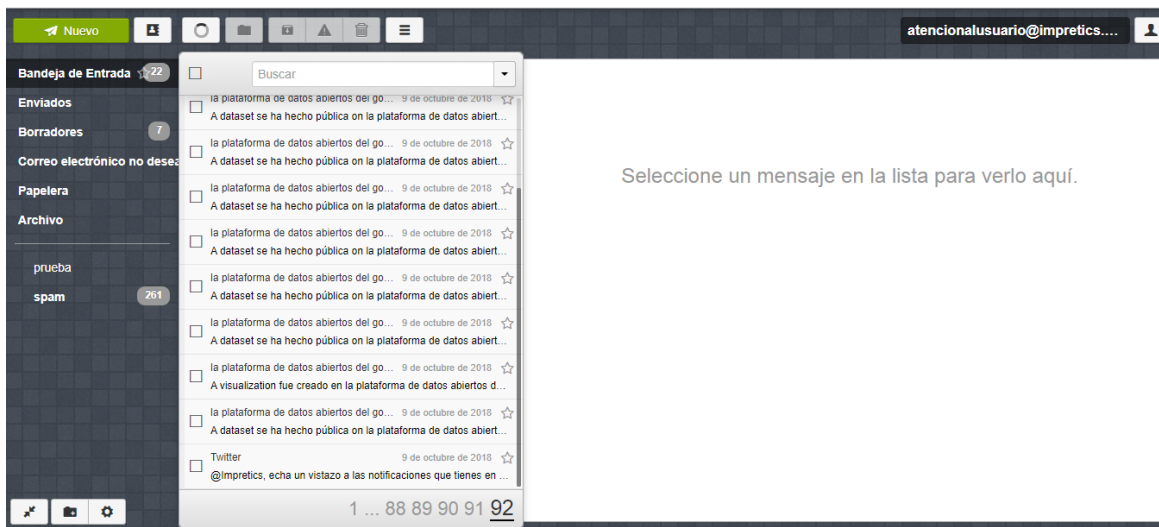 Nuevo
atencionalusuario@impretics....
Bandeja de Entrada 22
Enviados
Borradores 7
Correo electrónico no desea
Papelera
Archivo
prueba
spam 261
Buscar
la plataforma de datos abiertos del go... 9 de octubre de 2018
A dataset se ha hecho pública on la plataforma de datos abiert...
la plataforma de datos abiertos del go... 9 de octubre de 2018
A dataset se ha hecho pública on la plataforma de datos abiert...
la plataforma de datos abiertos del go... 9 de octubre de 2018
A dataset se ha hecho pública on la plataforma de datos abiert...
la plataforma de datos abiertos del go... 9 de octubre de 2018
A dataset se ha hecho pública on la plataforma de datos abiert...
la plataforma de datos abiertos del go... 9 de octubre de 2018
A dataset se ha hecho pública on la plataforma de datos abiert...
la plataforma de datos abiertos del go... 9 de octubre de 2018
A dataset se ha hecho pública on la plataforma de datos abiert...
la plataforma de datos abiertos del go... 9 de octubre de 2018
A visualization fue creado en la plataforma de datos abiertos d...
la plataforma de datos abiertos del go... 9 de octubre de 2018
A dataset se ha hecho pública on la plataforma de datos abiert...
Twitter 9 de octubre de 2018
@Impretics, echa un vistazo a las notificaciones que tienes en ...
1 ... 88 89 90 91 92
Seleccione un mensaje en la lista para verlo aquí.